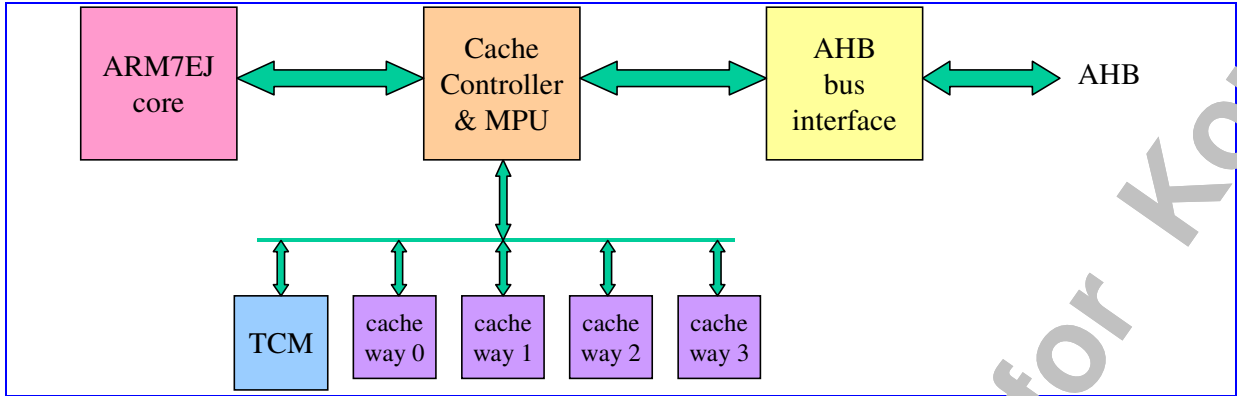 ARM7EJ
core
Cache
Controller
& MPU
AHB
bus
interface
AHB
TCM
cache
way 0
cache
way 1
cache
way 2
cache
way 3
for